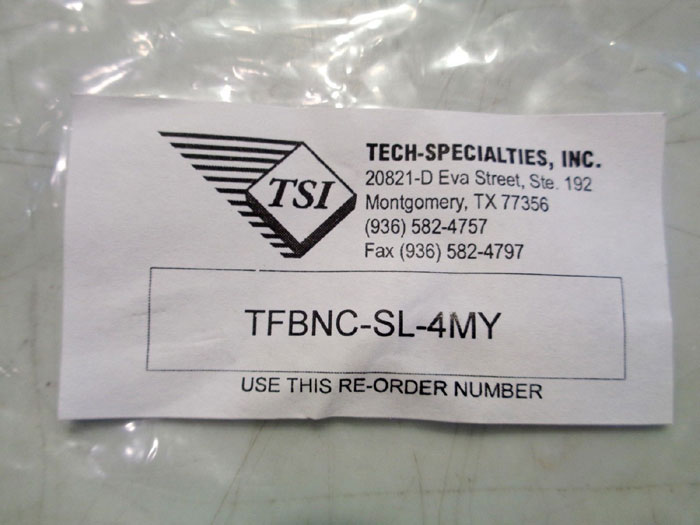 TSI
TECH-SPECIALTIES, INC.
20821-D Eva Street, Ste. 192
Montgomery, TX 77356
(936) 582-4757
Fax (936) 582-4797
TFBNC-SL-4MY
USE THIS RE-ORDER NUMBER